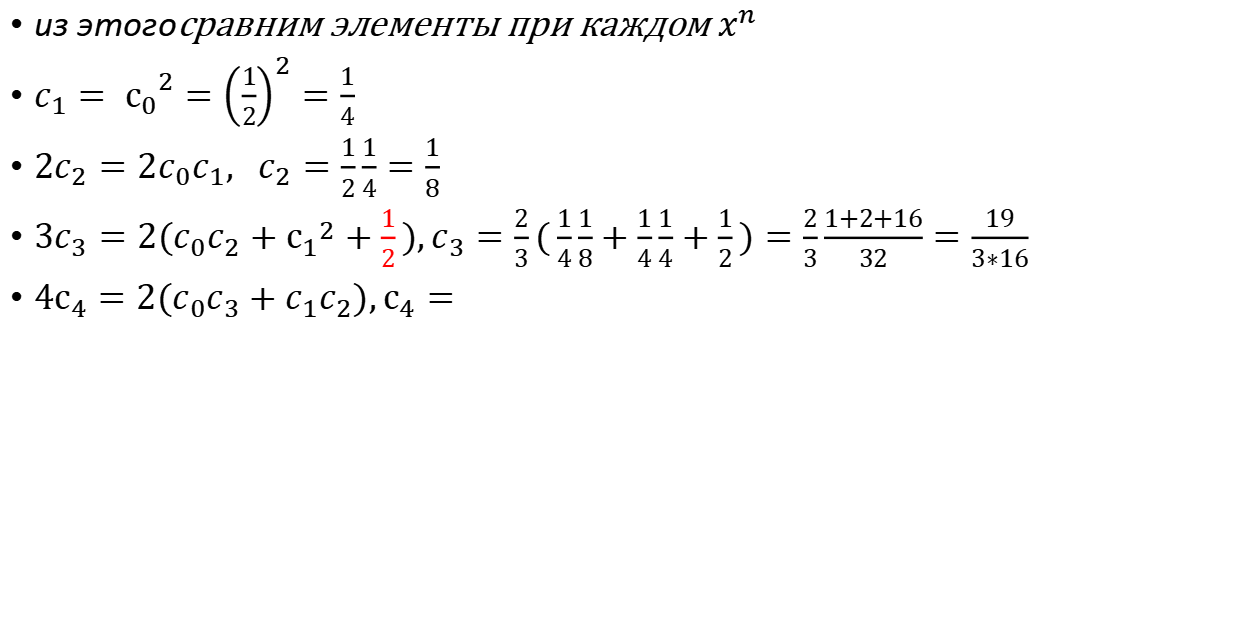 • из этого сравним элементы при каждом xⁿ
• c₁ = c₀² = (1/2)² = 1/4
• 2c₂ = 2c₀c₁, c₂ = 1/2 1/4 = 1/8
• 3c₃ = 2(c₀c₂ + c₁² + 1/2), c₃ = 2/3 (1/4 1/8 + 1/4 1/4 + 1/2) = 2/3 (1+2+16)/32 = 19/(3*16)
• 4c₄ = 2(c₀c₃ + c₁c₂), c₄ =